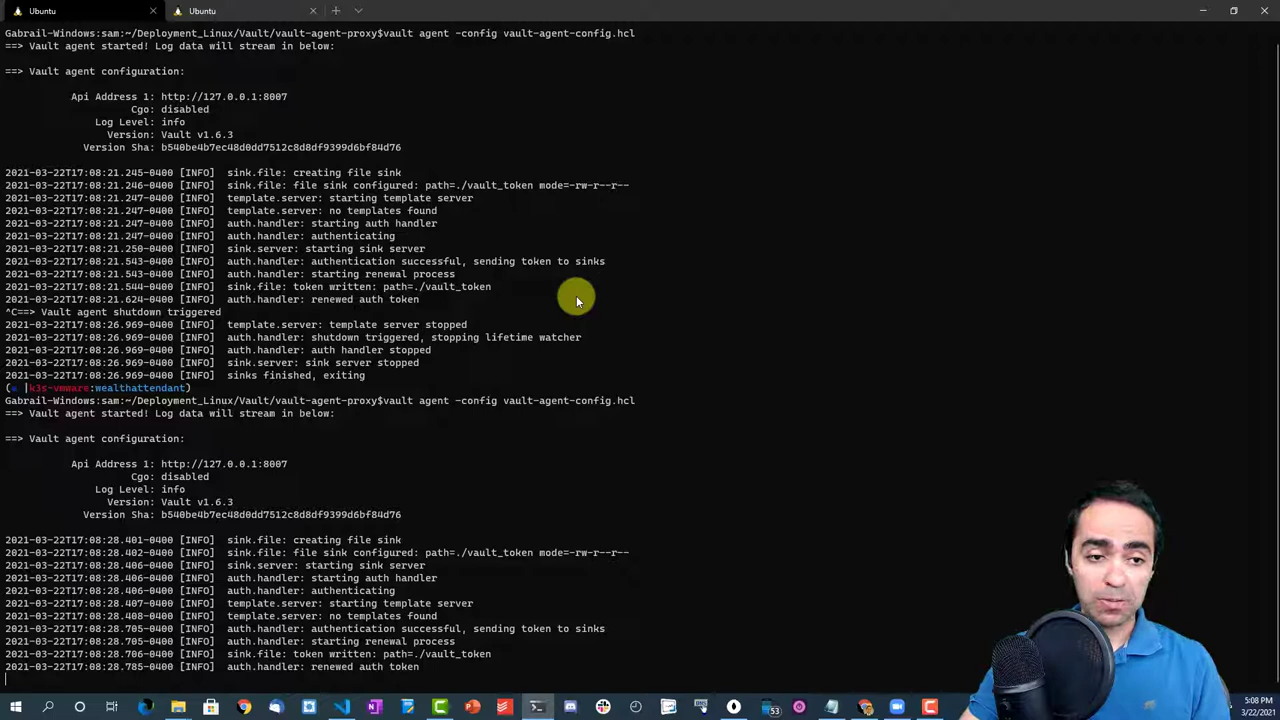 Ubuntu
Ubuntu
Gabrail-Windows:sam:~/Deployment_Linux/Vault/vault-agent-proxy$vault agent -config vault-agent-config.hcl
==> Vault agent started! Log data will stream in below:
==> Vault agent configuration:
Api Address 1: http://127.0.0.1:8007
Cgo: disabled
Log Level: info
Version: Vault v1.6.3
Version Sha: b540be4b7ec48d0dd7512c8d8df9399d6bf84d76
2021-03-22T17:08:21.245-0400 [INFO]  sink.file: creating file sink
2021-03-22T17:08:21.246-0400 [INFO]  sink.file: file sink configured: path=./vault_token mode=-rw-r--r--
2021-03-22T17:08:21.247-0400 [INFO]  template.server: starting template server
2021-03-22T17:08:21.247-0400 [INFO]  template.server: no templates found
2021-03-22T17:08:21.247-0400 [INFO]  auth.handler: starting auth handler
2021-03-22T17:08:21.247-0400 [INFO]  auth.handler: authenticating
2021-03-22T17:08:21.250-0400 [INFO]  sink.server: starting sink server
2021-03-22T17:08:21.543-0400 [INFO]  auth.handler: authentication successful, sending token to sinks
2021-03-22T17:08:21.543-0400 [INFO]  auth.handler: starting renewal process
2021-03-22T17:08:21.544-0400 [INFO]  sink.file: token written: path=./vault_token
2021-03-22T17:08:21.624-0400 [INFO]  auth.handler: renewed auth token
^C==> Vault agent shutdown triggered
2021-03-22T17:08:26.969-0400 [INFO]  template.server: template server stopped
2021-03-22T17:08:26.969-0400 [INFO]  auth.handler: shutdown triggered, stopping lifetime watcher
2021-03-22T17:08:26.969-0400 [INFO]  auth.handler: auth handler stopped
2021-03-22T17:08:26.969-0400 [INFO]  sink.server: sink server stopped
2021-03-22T17:08:26.969-0400 [INFO]  sinks finished, exiting
(⎈ |k3s-vmware:wealthattendant)
Gabrail-Windows:sam:~/Deployment_Linux/Vault/vault-agent-proxy$vault agent -config vault-agent-config.hcl
==> Vault agent started! Log data will stream in below:
==> Vault agent configuration:
Api Address 1: http://127.0.0.1:8007
Cgo: disabled
Log Level: info
Version: Vault v1.6.3
Version Sha: b540be4b7ec48d0dd7512c8d8df9399d6bf84d76
2021-03-22T17:08:28.401-0400 [INFO]  sink.file: creating file sink
2021-03-22T17:08:28.402-0400 [INFO]  sink.file: file sink configured: path=./vault_token mode=-rw-r--r--
2021-03-22T17:08:28.406-0400 [INFO]  sink.server: starting sink server
2021-03-22T17:08:28.406-0400 [INFO]  auth.handler: starting auth handler
2021-03-22T17:08:28.406-0400 [INFO]  auth.handler: authenticating
2021-03-22T17:08:28.407-0400 [INFO]  template.server: starting template server
2021-03-22T17:08:28.408-0400 [INFO]  template.server: no templates found
2021-03-22T17:08:28.705-0400 [INFO]  auth.handler: authentication successful, sending token to sinks
2021-03-22T17:08:28.705-0400 [INFO]  auth.handler: starting renewal process
2021-03-22T17:08:28.706-0400 [INFO]  sink.file: token written: path=./vault_token
2021-03-22T17:08:28.785-0400 [INFO]  auth.handler: renewed auth token
53
5:08 PM
3/22/2021